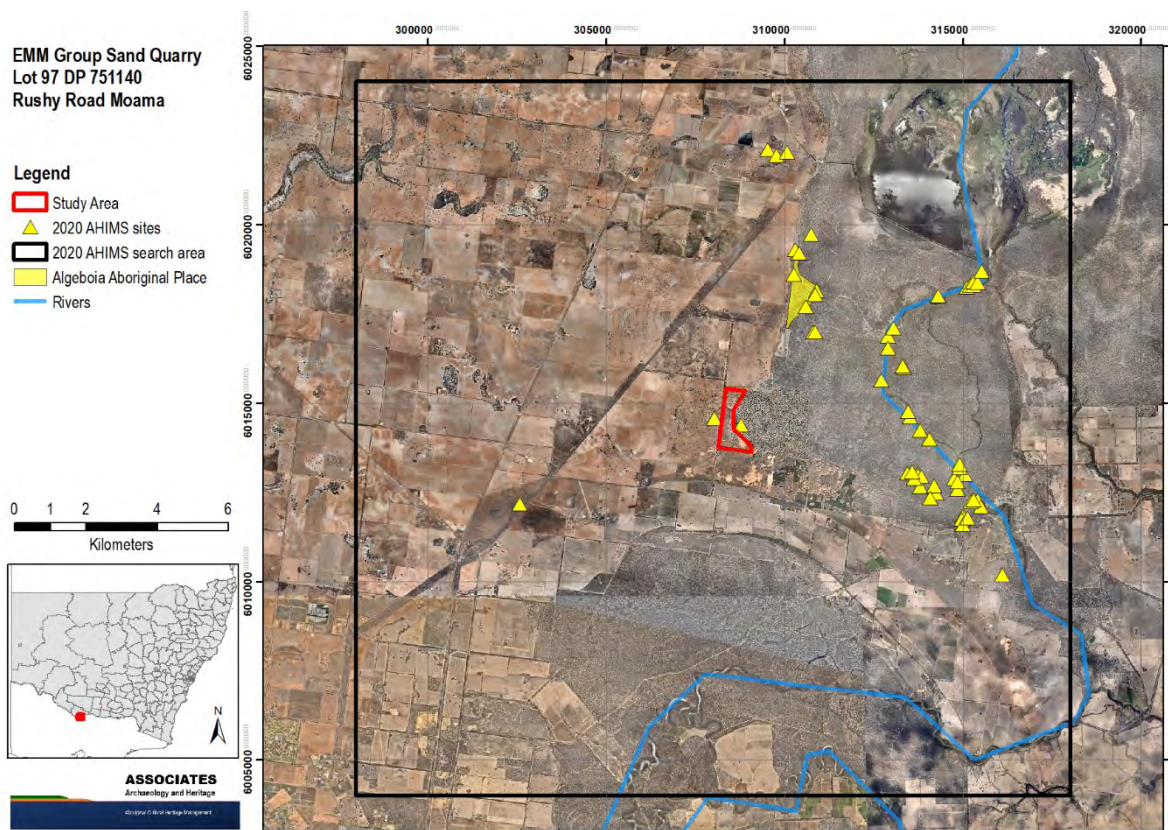 EMM Group Sand Quarry
Lot 97 DP 751140
Rushy Road Moama
Legend
Study Area
2020 AHIMS sites
2020 AHIMS search area
Algeboia Aboriginal Place
Rivers
0 2 4 6
Kilometers
N
ASSOCIATES
Archaeology and Heritage
300000 305000 310000 315000 320000
6025000
6020000
6015000
6010000
6005000